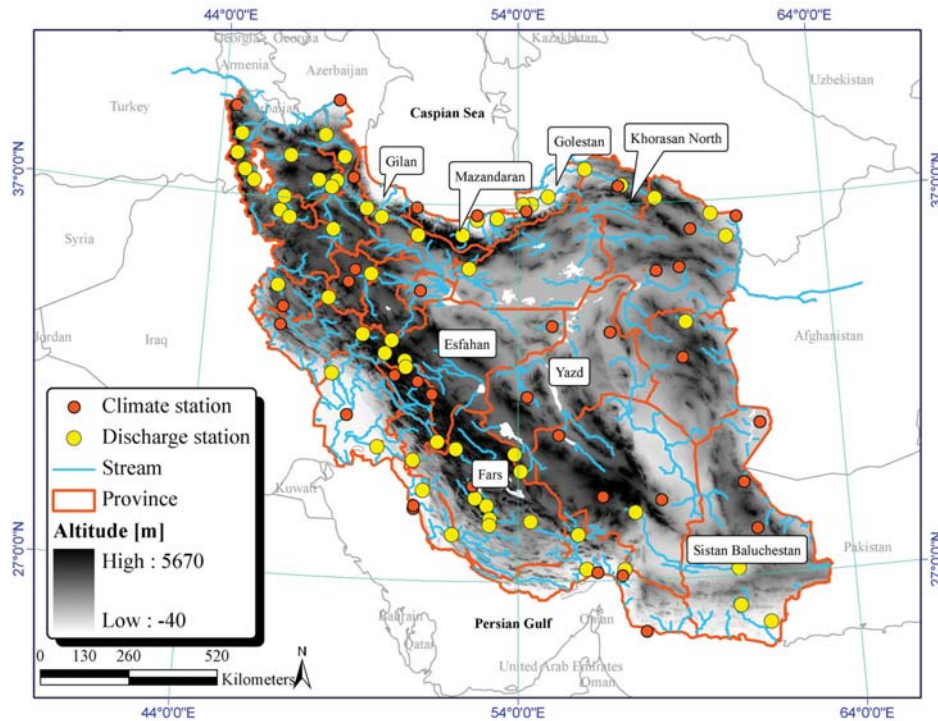 44°0'0"E
54°0'0"E
64°0'0"E
Georgia
Georgia
Kazakhstan
Armenia
Azerbaijan
Uzbekistan
Turkey
Caspian Sea
Golestan
Khorasan North
Gilan
Mazandaran
37°0'0"N
37°0'0"N
Syria
Jordan
Iraq
Esfahan
Afghanistan
Yazd
Climate station
Discharge station
Stream
Province
Altitude [m]
High : 5670
Low : -40
Fars
Kuwait
Sistan Baluchestan
Pakistan
27°0'0"N
27°0'0"N
Bahrain
Qatar
Persian Gulf
Oman
United Arab Emirates
Oman
0 130 260 520
Kilometers
N
44°0'0"E
54°0'0"E
64°0'0"E